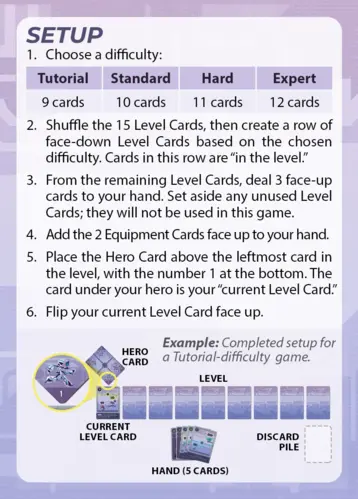 SETUP
1. Choose a difficulty:
Tutorial Standard Hard Expert
9 cards 10 cards 11 cards 12 cards
2. Shuffle the 15 Level Cards, then create a row of
face-down Level Cards based on the chosen
difficulty. Cards in this row are “in the level.”
3. From the remaining Level Cards, deal 3 face-up
cards to your hand. Set aside any unused Level
Cards; they will not be used in this game.
4. Add the 2 Equipment Cards face up to your hand.
5. Place the Hero Card above the leftmost card in
the level, with the number 1 at the bottom. The
card under your hero is your “current Level Card.”
6. Flip your current Level Card face up.
Example: Completed setup for
a Tutorial-difficulty game.
HERO
CARD
1
LEVEL
CURRENT
LEVEL CARD
HAND (5 CARDS)
DISCARD
PILE